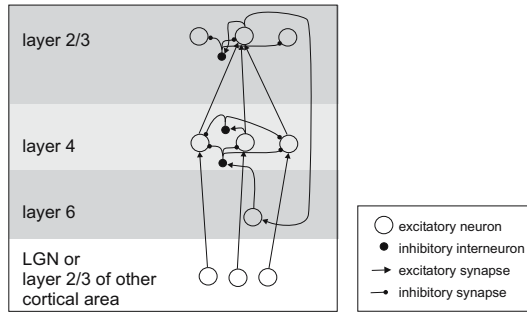 layer 2/3
layer 4
layer 6
LGN or
layer 2/3 of other
cortical area
excitatory neuron
inhibitory interneuron
excitatory synapse
inhibitory synapse